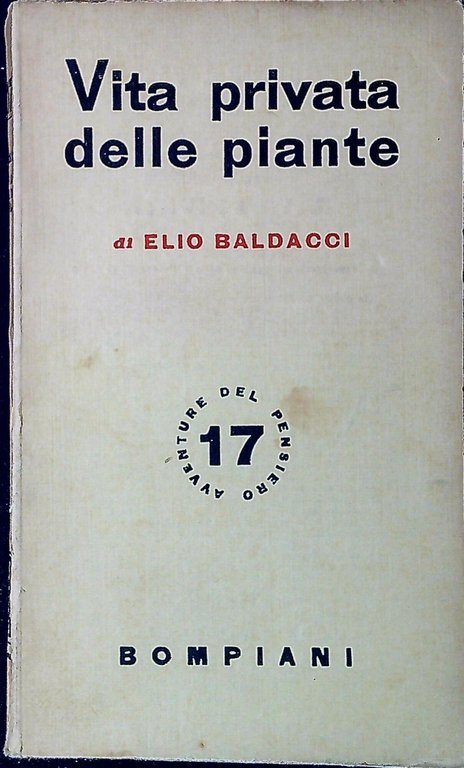 Vita privata
delle piante
di ELIO BALDACCI
AVVENTURE DEL PENSIERO
17
BOMPIANI